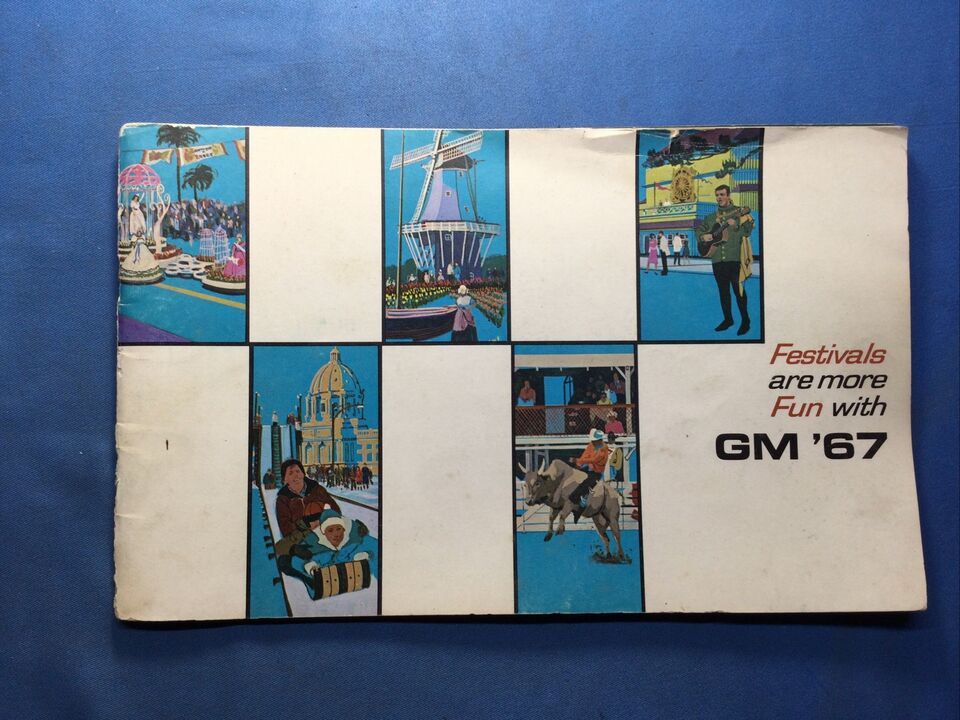 Festivals
are more
Fun with
GM '67